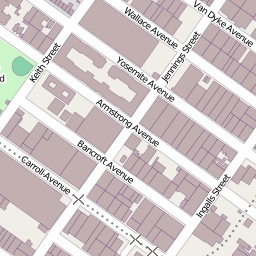 Wallace Avenue
Van Dyke Avenue
Keith Street
Jennings Street
Yosemite Avenue
d
Armstrong Avenue
Bancroft Avenue
Carroll Avenue
Ingalls Street